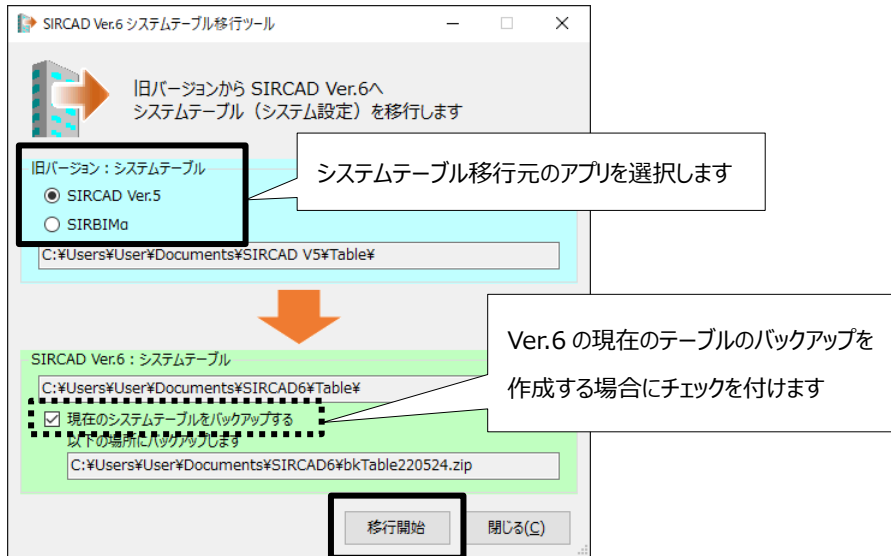 SIRCAD Ver.6 システムテーブル移行ツール
旧バージョンから SIRCAD Ver.6へ
システムテーブル（システム設定）を移行します
旧バージョン：システムテーブル
システムテーブル移行元のアプリを選択します
SIRCAD Ver.5
SIRBIMα
C:¥Users¥User¥Documents¥SIRCAD V5¥Table¥
Ver.6 の現在のテーブルのバックアップを
作成する場合にチェックを付けます
SIRCAD Ver.6：システムテーブル
C:¥Users¥User¥Documents¥SIRCAD6¥Table¥
現在のシステムテーブルをバックアップする
以下の場所にバックアップします
C:¥Users¥User¥Documents¥SIRCAD6¥bkTable220524.zip
移行開始
閉じる(C)